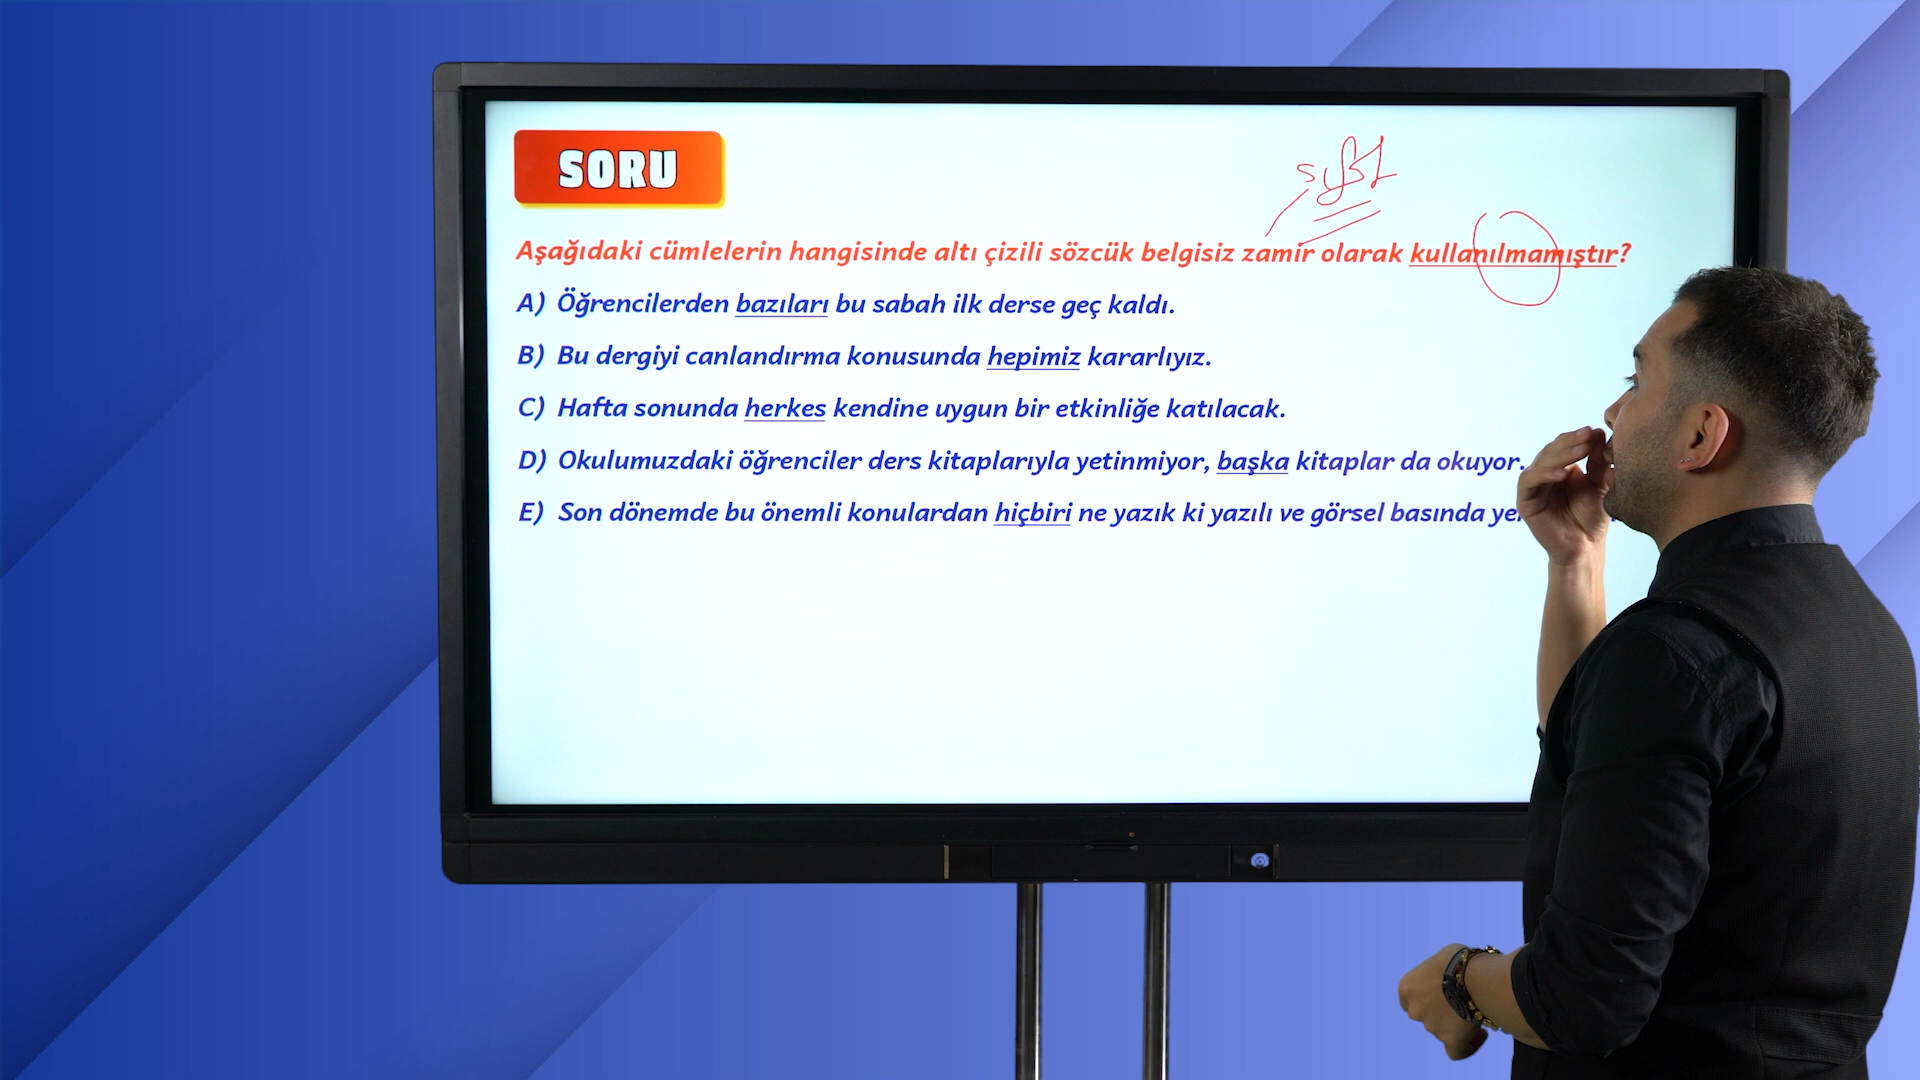 SORU
sıfat
Aşağıdaki cümlelerin hangisinde altı çizili sözcük belgisiz zamir olarak kullanılmamıştır?
A) Öğrencilerden bazıları bu sabah ilk derse geç kaldı.
B) Bu dergiyi canlandırma konusunda hepimiz kararlıyız.
C) Hafta sonunda herkes kendine uygun bir etkinliğe katılacak.
D) Okulumuzdaki öğrenciler ders kitaplarıyla yetinmiyor, başka kitaplar da okuyor.
E) Son dönemde bu önemli konulardan hiçbiri ne yazık ki yazılı ve görsel basında